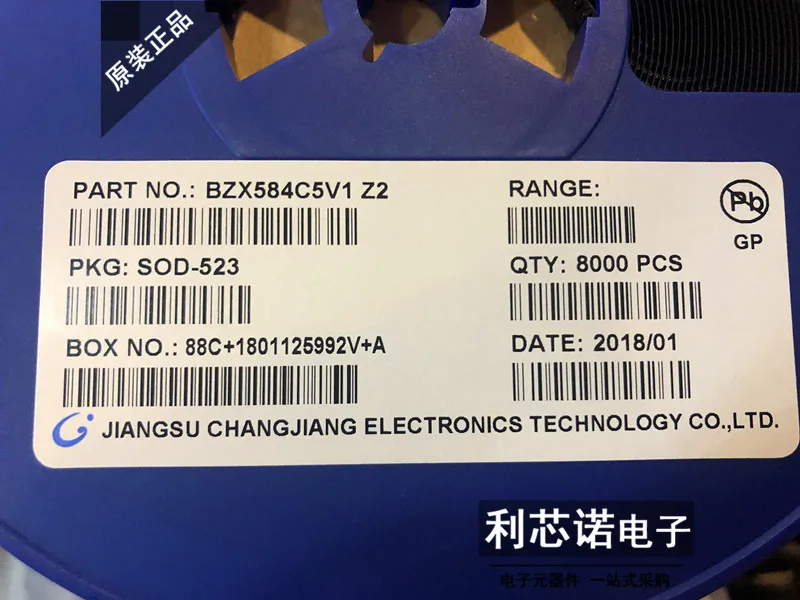 原装正品
PART NO.: BZX584C5V1 Z2
RANGE:
Pb
GP
PKG: SOD-523
QTY: 8000 PCS
BOX NO.: 88C+1801125992V+A
DATE: 2018/01
JIANGSU CHANGJIANG ELECTRONICS TECHNOLOGY CO.,LTD.
利芯诺电子
电子元器件 一站式采购